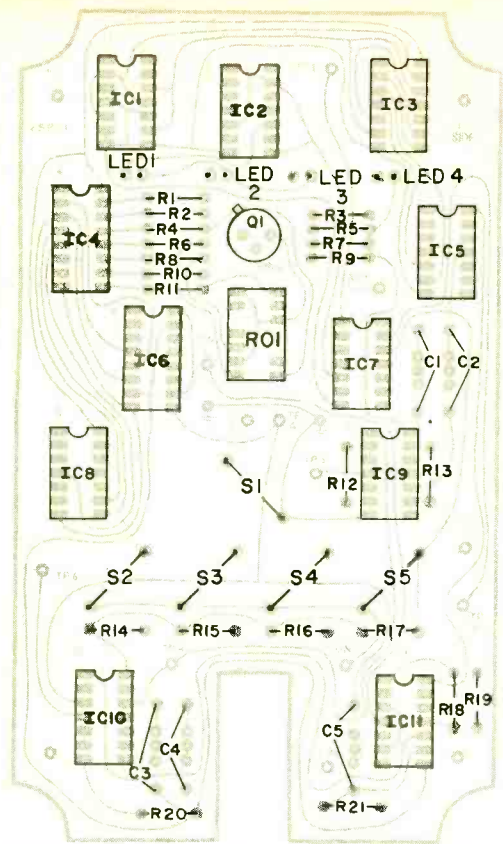 IC1
IC2
IC3
LED1
LED
2
LED
3
LED 4
IC4
R1
R2
R4
R6
R8
R10
R11
Q1
R3
R5
R7
R9
IC5
IC6
R01
IC7
C1
C2
IC8
S1
R12
IC9
R13
S2
S3
S4
S5
R14
R15
R16
R17
IC10
C3
C4
C5
IC11
R18
R19
R20
R21